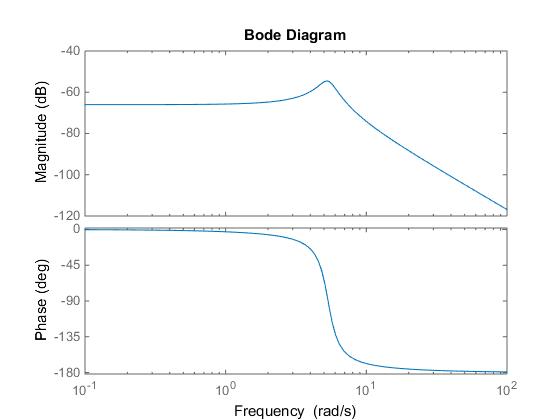 Bode Diagram
Magnitude (dB)
-40
-60
-80
-100
-120
Phase (deg)
0
-45
-90
-135
-180
10^-1 10^0 10^1 10^2
Frequency (rad/s)